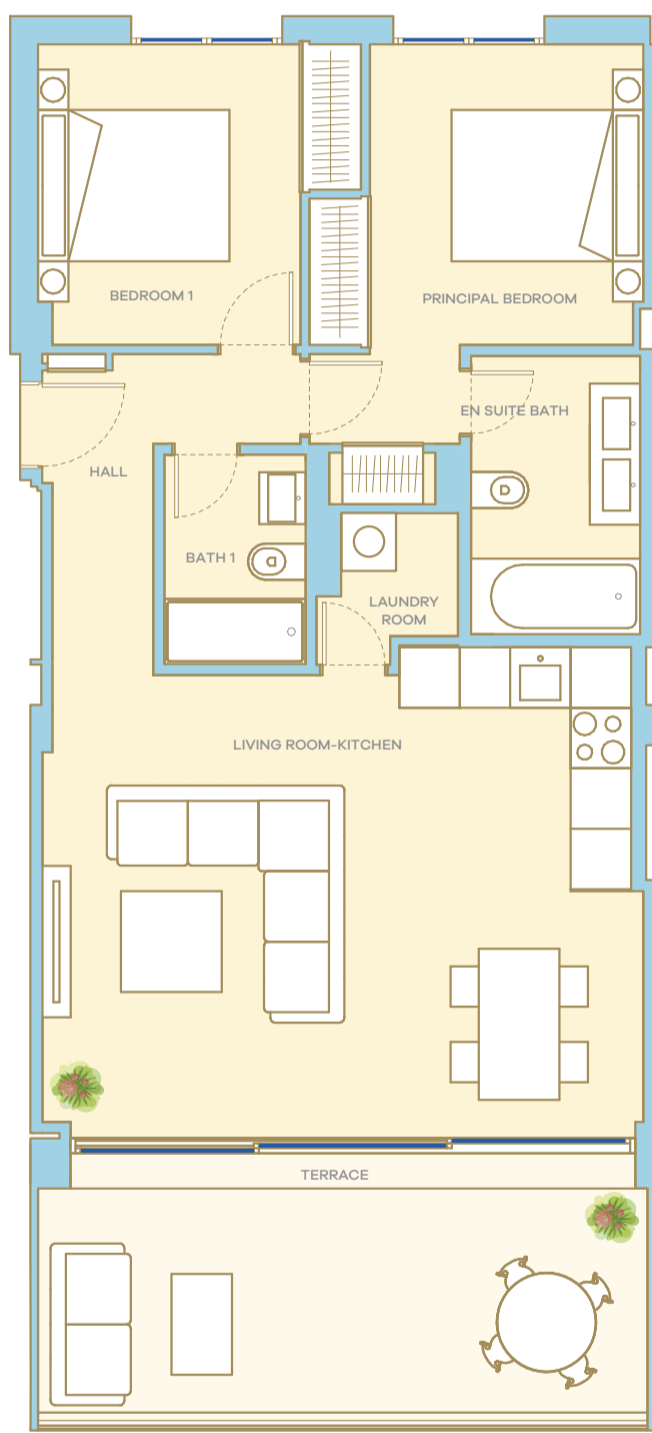 BEDROOM 1
PRINCIPAL BEDROOM
EN SUITE BATH
HALL
BATH 1
LAUNDRY
ROOM
LIVING ROOM-KITCHEN
TERRACE